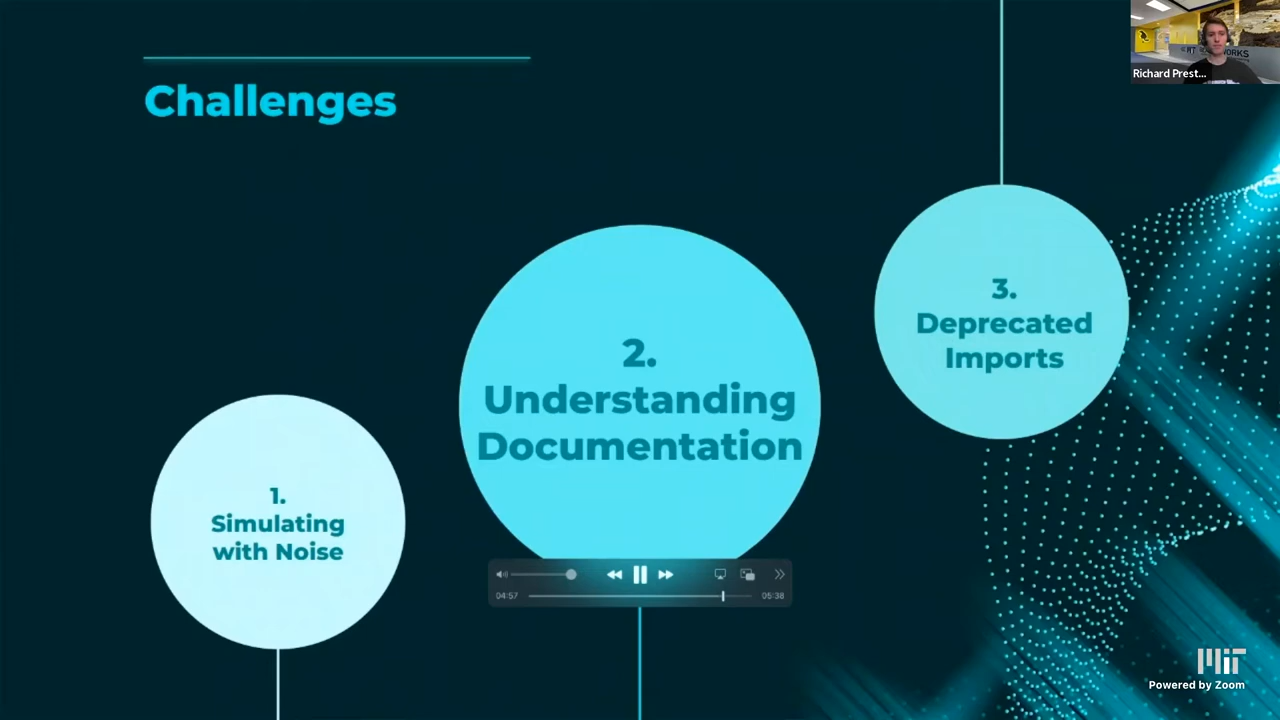 Challenges
1.
Simulating
with Noise
2.
Understanding
Documentation
3.
Deprecated
Imports
04:57
05:38
Richard Prest...
MIT
Powered by Zoom